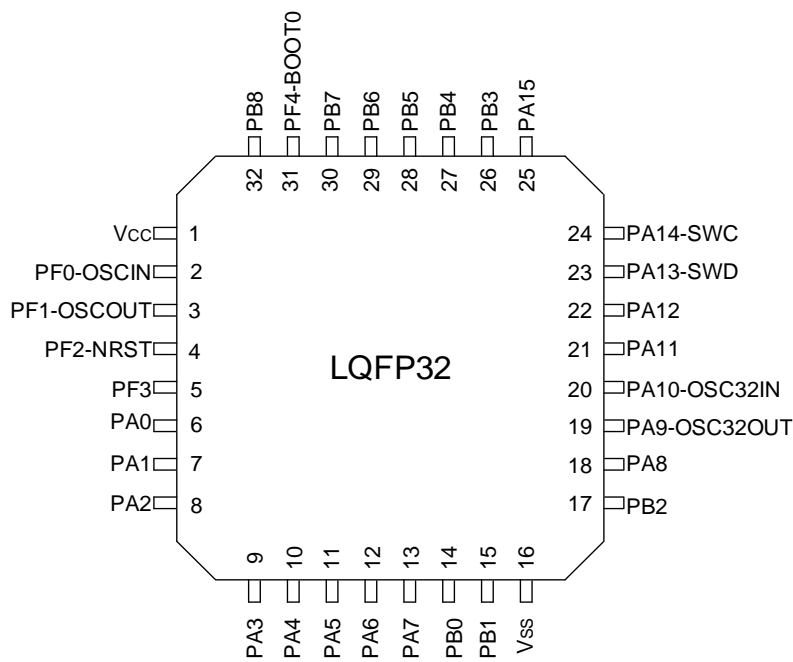 PB8
PF4-BOOT0
PB7
PB6
PB5
PB4
PB3
PA15
32
31
30
29
28
27
26
25
Vcc 1
PF0-OSCIN 2
PF1-OSCOUT 3
PF2-NRST 4
PF3 5
PA0 6
PA1 7
PA2 8
LQFP32
24 PA14-SWC
23 PA13-SWD
22 PA12
21 PA11
20 PA10-OSC32IN
19 PA9-OSC32OUT
18 PA8
17 PB2
9
10
11
12
13
14
15
16
PA3
PA4
PA5
PA6
PA7
PB0
PB1
Vss